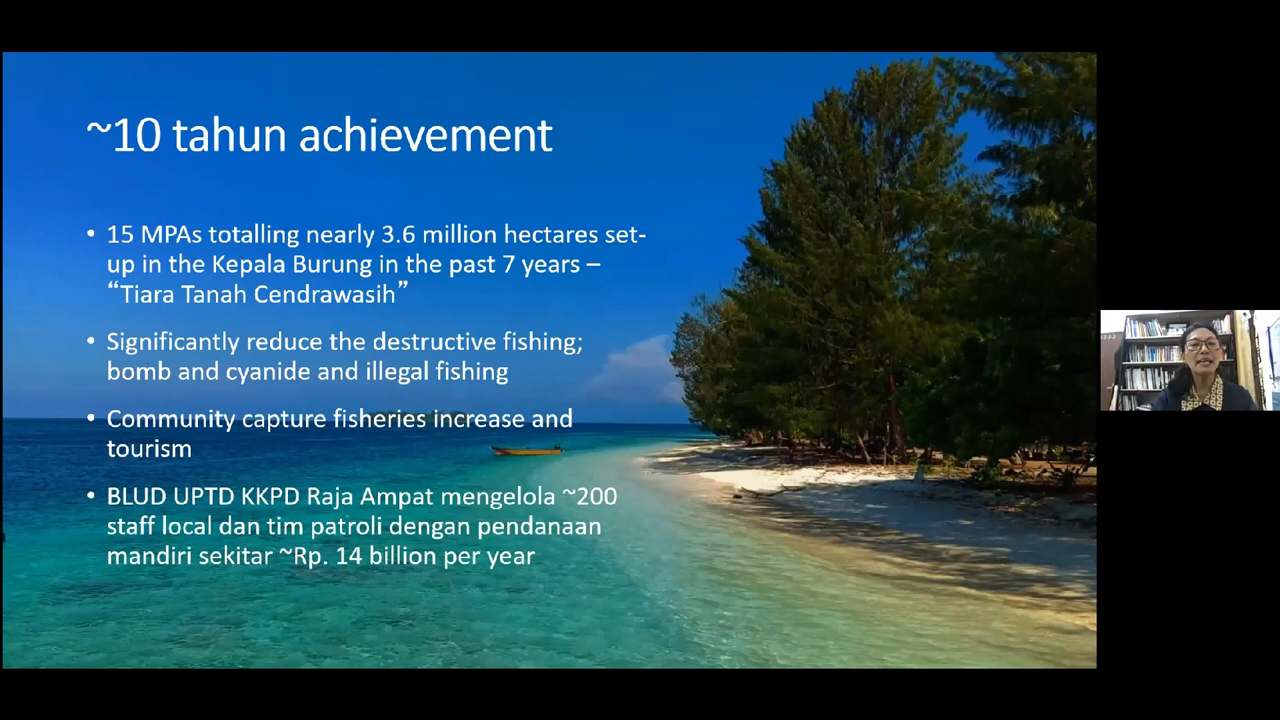 ~10 tahun achievement
• 15 MPAs totalling nearly 3.6 million hectares set-
up in the Kepala Burung in the past 7 years –
“Tiara Tanah Cendrawasih”
• Significantly reduce the destructive fishing;
bomb and cyanide and illegal fishing
• Community capture fisheries increase and
tourism
• BLUD UPTD KKPD Raja Ampat mengelola ~200
staff local dan tim patroli dengan pendanaan
mandiri sekitar ~Rp. 14 billion per year